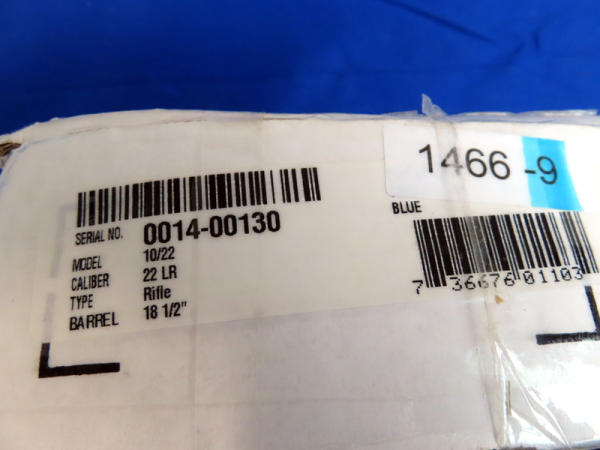 1466 -9
SERIAL NO. 0014-00130
MODEL 10/22
CALIBER 22 LR
TYPE Rifle
BARREL 18 1/2"
BLUE
7 36676 01103